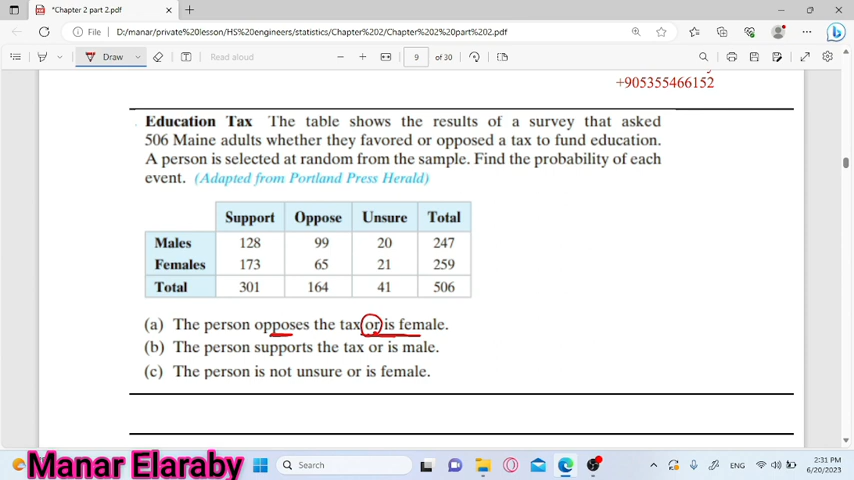 *Chapter 2 part 2.pdf
File
D:/manar/private%20lesson/HS%20engineers/statistics/Chapter%202/Chapter%202%20part%202.pdf
Draw
Read aloud
9
of 30
+905355466152
Education Tax The table shows the results of a survey that asked
506 Maine adults whether they favored or opposed a tax to fund education.
A person is selected at random from the sample. Find the probability of each
event. (Adapted from Portland Press Herald)
Support Oppose Unsure Total
Males 128 99 20 247
Females 173 65 21 259
Total 301 164 41 506
(a) The person opposes the tax or is female.
(b) The person supports the tax or is male.
(c) The person is not unsure or is female.
Manar Elaraby
Search
ENG
2:31 PM
6/20/2023